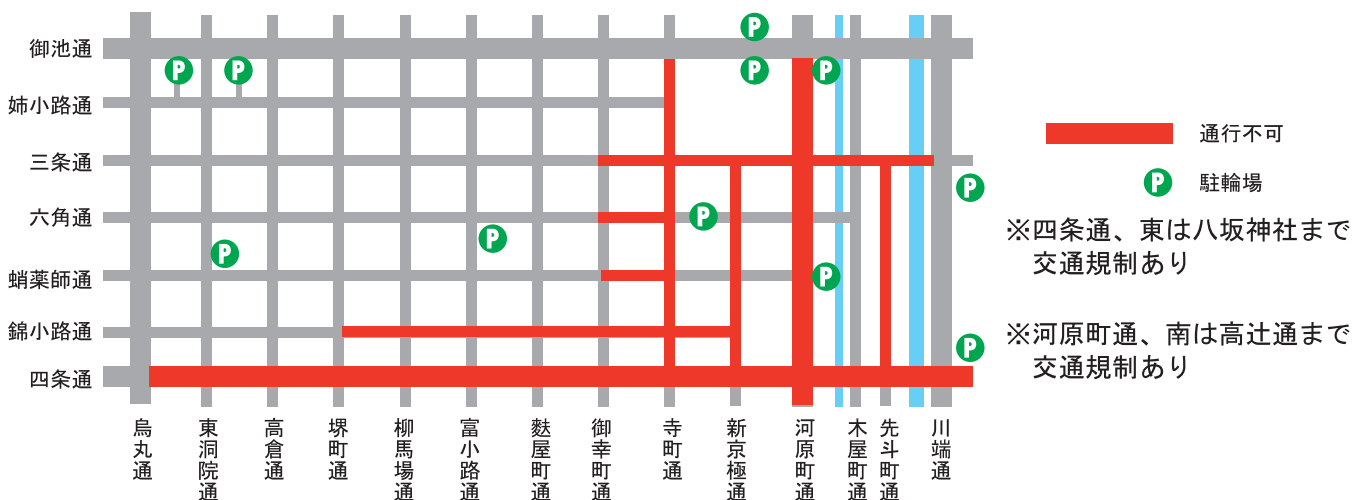 P
御池通
P
P
P
P
姉小路通
通行不可
三条通
P
駐輪場
P
六角通
P
※四条通、東は八坂神社まで
交通規制あり
P
P
蛸薬師通
P
錦小路通
※河原町通、南は高辻通まで
交通規制あり
P
四条通
烏丸通
東洞院通
高倉通
堺町通
柳馬場通
富小路通
麩屋町通
御幸町通
寺町通
新京極通
河原町通
木屋町通
先斗町通
川端通